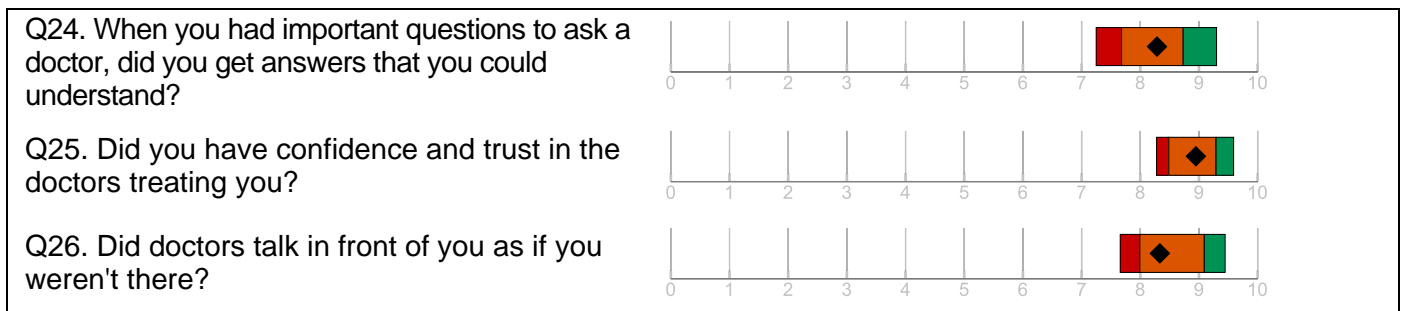 Q24. When you had important questions to ask a
doctor, did you get answers that you could
understand?
0 1 2 3 4 5 6 7 8 9 10
Q25. Did you have confidence and trust in the
doctors treating you?
0 1 2 3 4 5 6 7 8 9 10
Q26. Did doctors talk in front of you as if you
weren't there?
0 1 2 3 4 5 6 7 8 9 10